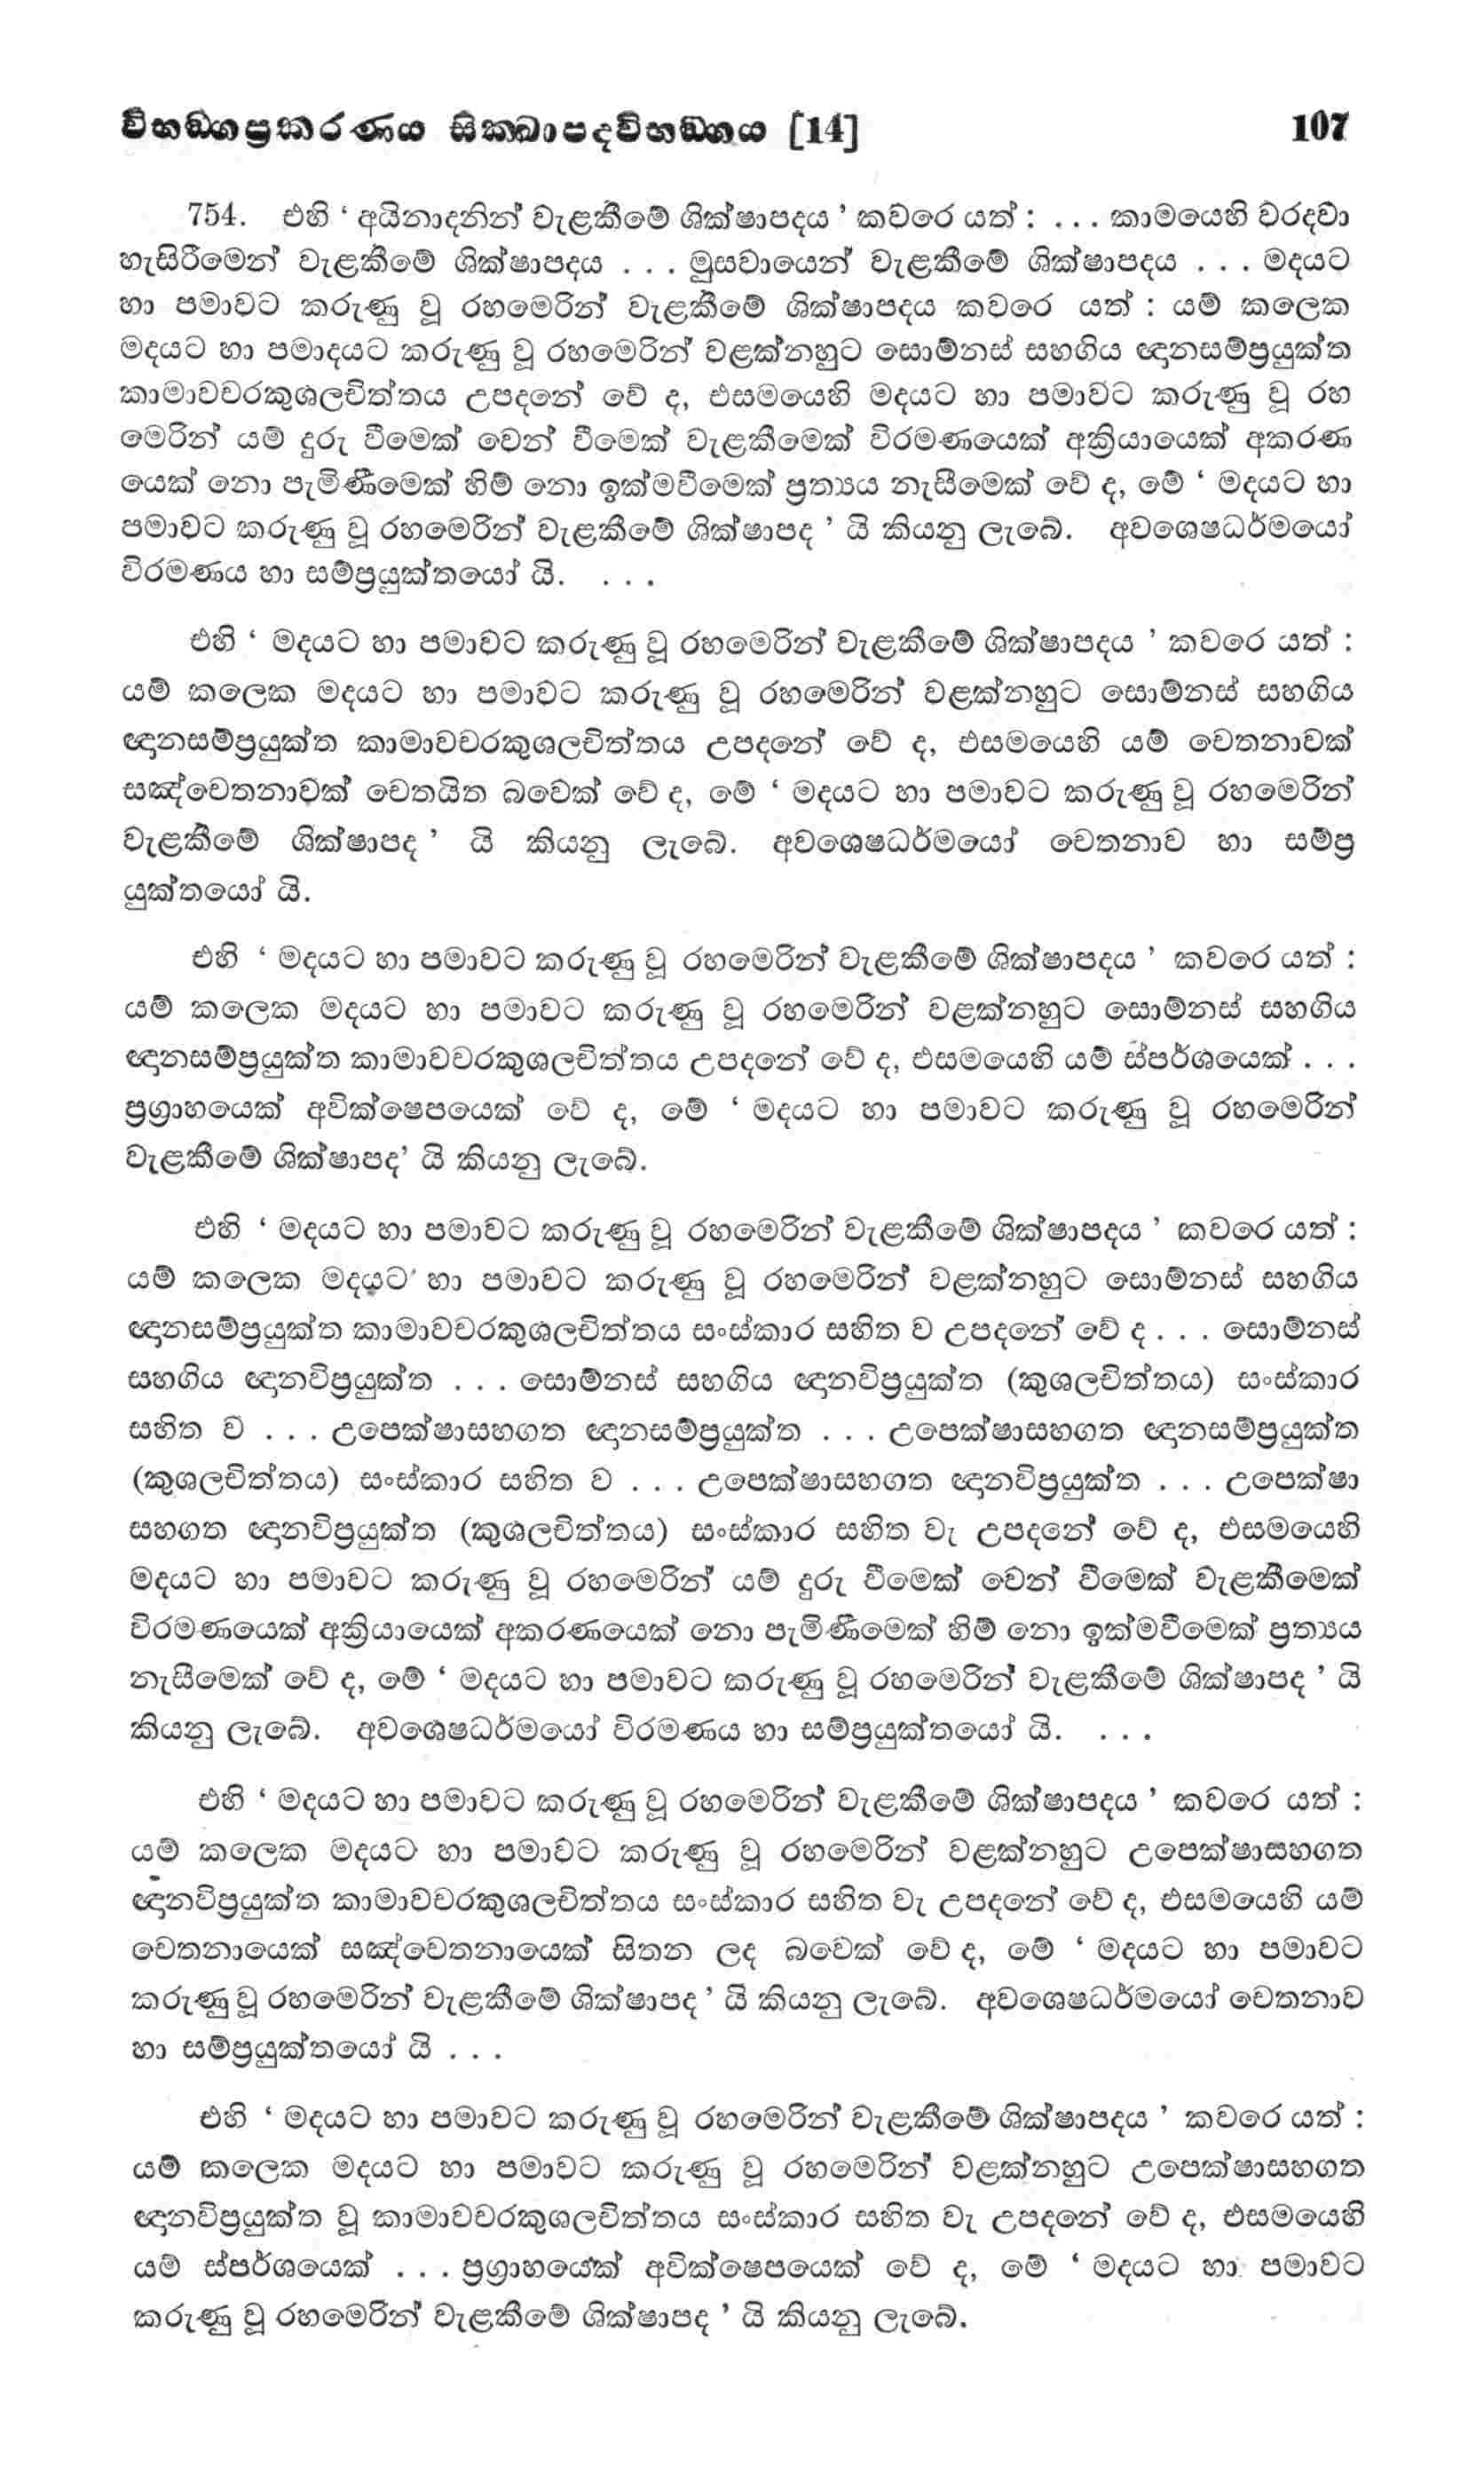 විභඞ්ගප්‍රකරණය සික්ඛාපදවිභඞ්ගය [14] 107
754. එහි ‘ අයිනාදනින් වැළකීමේ ශික්ෂාපදය ’ කවරෙ යත් : . . . කාමයෙහි වරදවා
හැසිරීමෙන් වැළකීමේ ශික්ෂාපදය . . . මුසවායෙන් වැළකීමේ ශික්ෂාපදය . . . මදයට
හා පමාවට කරුණු වූ රහමෙරින් වැළකීමේ ශික්ෂාපදය කවරෙ යත් : යම් කලෙක
මදයට හා පමාදයට කරුණු වූ රහමෙරින් වළක්නහුට සොම්නස් සහගිය ඥානසම්ප්‍රයුක්ත
කාමාවචරකුශලචිත්තය උපදනේ වේ ද, එසමයෙහි මදයට හා පමාවට කරුණු වූ රහ
මෙරින් යම් දුරු වීමෙක් වෙන් වීමෙක් වැළකීමෙක් විරමණයෙක් අක්‍රියායෙක් අකරණ
යෙක් නො පැමිණීමෙක් හිම් නො ඉක්මවීමෙක් ප්‍රත්‍යය නැසීමෙක් වේ ද, මේ ‘ මදයට හා
පමාවට කරුණු වූ රහමෙරින් වැළකීමේ ශික්ෂාපද ’ යි කියනු ලැබේ. අවශෙෂධර්මයෝ
විරමණය හා සම්ප්‍රයුක්තයෝ යි. . . .
එහි ‘ මදයට හා පමාවට කරුණු වූ රහමෙරින් වැළකීමේ ශික්ෂාපදය ’ කවරෙ යත් :
යම් කලෙක මදයට හා පමාවට කරුණු වූ රහමෙරින් වළක්නහුට සොම්නස් සහගිය
ඥානසම්ප්‍රයුක්ත කාමාවචරකුශලචිත්තය උපදනේ වේ ද, එසමයෙහි යම් චෙතනාවක්
සඤ්චෙතනාවක් චෙතයිත බවෙක් වේ ද, මේ ‘ මදයට හා පමාවට කරුණු වූ රහමෙරින්
වැළකීමේ ශික්ෂාපද ’ යි කියනු ලැබේ. අවශෙෂධර්මයෝ චෙතනාව හා සම්ප්‍ර
යුක්තයෝ යි.
එහි ‘ මදයට හා පමාවට කරුණු වූ රහමෙරින් වැළකීමේ ශික්ෂාපදය ’ කවරෙ යත් :
යම් කලෙක මදයට හා පමාවට කරුණු වූ රහමෙරින් වළක්නහුට සොම්නස් සහගිය
ඥානසම්ප්‍රයුක්ත කාමාවචරකුශලචිත්තය උපදනේ වේ ද, එසමයෙහි යම් ස්පර්ශයෙක් . . .
ප්‍රග්‍රාහයෙක් අවික්ෂෙපයෙක් වේ ද, මේ ‘ මදයට හා පමාවට කරුණු වූ රහමෙරින්
වැළකීමේ ශික්ෂාපද’ යි කියනු ලැබේ.
එහි ‘ මදයට හා පමාවට කරුණු වූ රහමෙරින් වැළකීමේ ශික්ෂාපදය ’ කවරෙ යත් :
යම් කලෙක මදයට හා පමාවට කරුණු වූ රහමෙරින් වළක්නහුට සොම්නස් සහගිය
ඥානසම්ප්‍රයුක්ත කාමාවචරකුශලචිත්තය සංස්කාර සහිත ව උපදනේ වේ ද . . . සොම්නස්
සහගිය ඥානවිප්‍රයුක්ත . . . සොම්නස් සහගිය ඥානවිප්‍රයුක්ත (කුශලචිත්තය) සංස්කාර
සහිත ව . . . උපෙක්ෂාසහගත ඥානසම්ප්‍රයුක්ත . . . උපෙක්ෂාසහගත ඥානසම්ප්‍රයුක්ත
(කුශලචිත්තය) සංස්කාර සහිත ව . . . උපෙක්ෂාසහගත ඥානවිප්‍රයුක්ත . . . උපෙක්ෂා
සහගත ඥානවිප්‍රයුක්ත (කුශලචිත්තය) සංස්කාර සහිත වැ උපදනේ වේ ද, එසමයෙහි
මදයට හා පමාවට කරුණු වූ රහමෙරින් යම් දුරු වීමෙක් වෙන් වීමෙක් වැළකීමෙක්
විරමණයෙක් අක්‍රියායෙක් අකරණයෙක් නො පැමිණීමෙක් හිම් නො ඉක්මවීමෙක් ප්‍රත්‍යය
නැසීමෙක් වේ ද, මේ ‘ මදයට හා පමාවට කරුණු වූ රහමෙරින් වැළකීමේ ශික්ෂාපද ’ යි
කියනු ලැබේ. අවශෙෂධර්මයෝ විරමණය හා සම්ප්‍රයුක්තයෝ යි. . . .
එහි ‘ මදයට හා පමාවට කරුණු වූ රහමෙරින් වැළකීමේ ශික්ෂාපදය ’ කවරෙ යත් :
යම් කලෙක මදයට හා පමාවට කරුණු වූ රහමෙරින් වළක්නහුට උපෙක්ෂාසහගත
ඥානවිප්‍රයුක්ත කාමාවචරකුශලචිත්තය සංස්කාර සහිත වැ උපදනේ වේ ද, එසමයෙහි යම්
චෙතනායෙක් සඤ්චෙතනායෙක් සිතන ලද බවෙක් වේ ද, මේ ‘ මදයට හා පමාවට
කරුණු වූ රහමෙරින් වැළකීමේ ශික්ෂාපද ’ යි කියනු ලැබේ. අවශෙෂධර්මයෝ චෙතනාව
හා සම්ප්‍රයුක්තයෝ යි . . .
එහි ‘ මදයට හා පමාවට කරුණු වූ රහමෙරින් වැළකීමේ ශික්ෂාපදය ’ කවරෙ යත් :
යම් කලෙක මදයට හා පමාවට කරුණු වූ රහමෙරින් වළක්නහුට උපෙක්ෂාසහගත
ඥානවිප්‍රයුක්ත වූ කාමාවචරකුශලචිත්තය සංස්කාර සහිත වැ උපදනේ වේ ද, එසමයෙහි
යම් ස්පර්ශයෙක් . . . ප්‍රග්‍රාහයෙක් අවික්ෂෙපයෙක් වේ ද, මේ ‘ මදයට හා පමාවට
කරුණු වූ රහමෙරින් වැළකීමේ ශික්ෂාපද ’ යි කියනු ලැබේ.